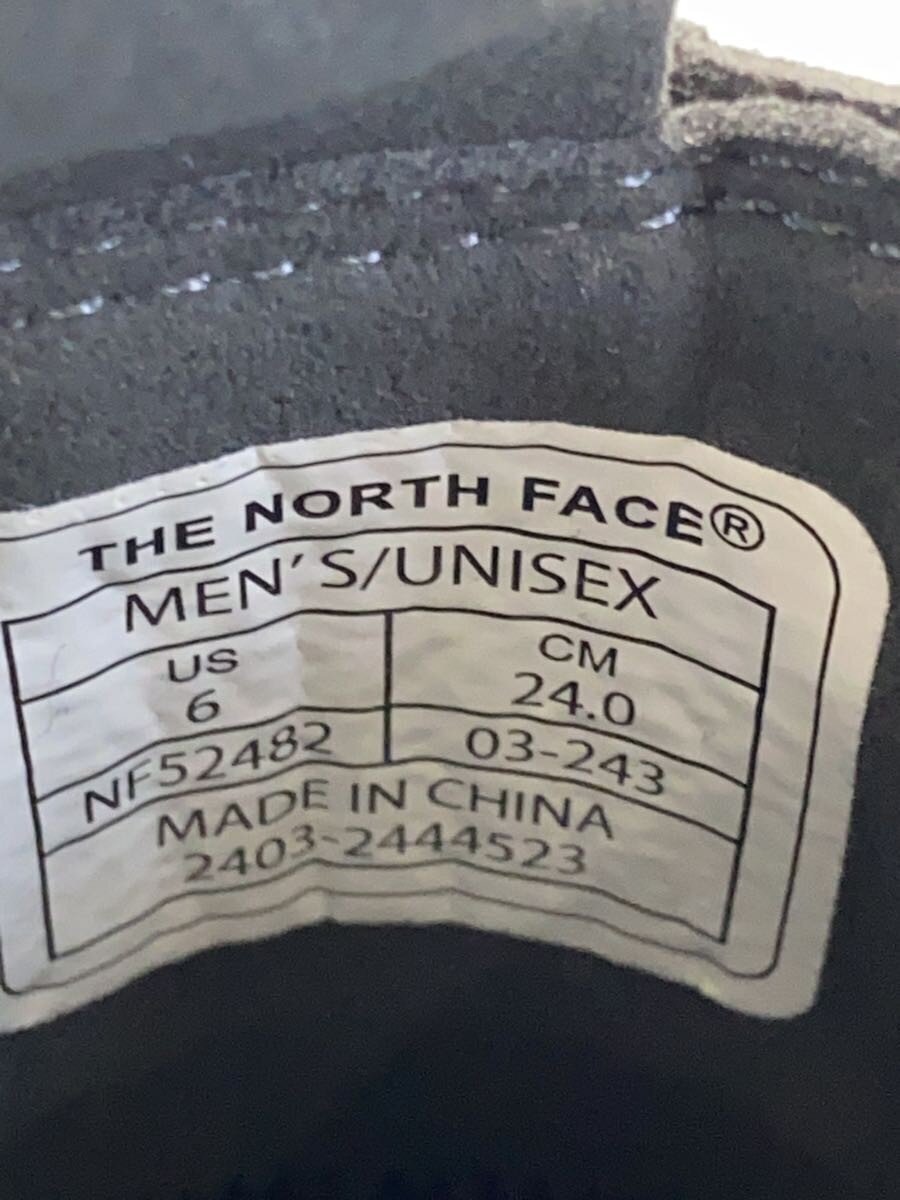 THE NORTH FACE®
MEN'S/UNISEX
US CM
6 24.0
NF52482 03-243
MADE IN CHINA
2403-2444523